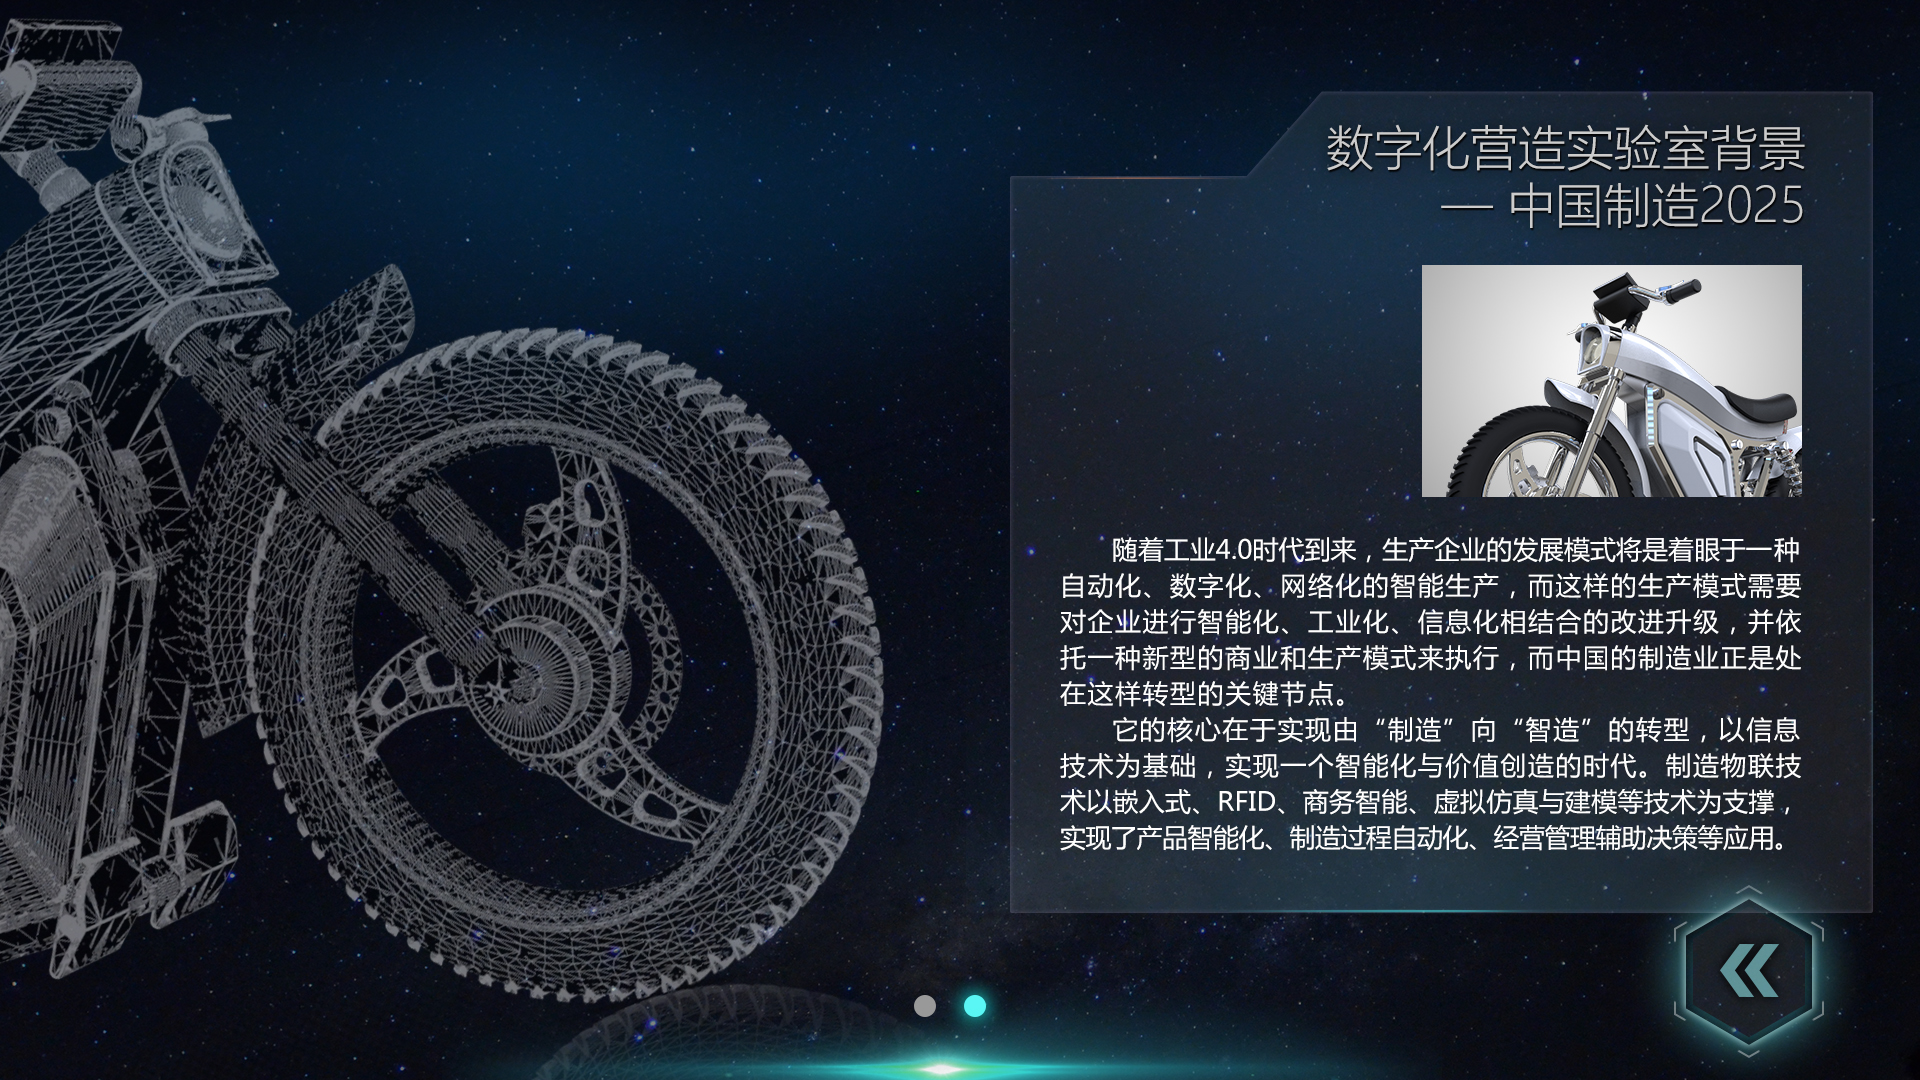 数字化营造实验室背景
— 中国制造2025
随着工业4.0时代到来，生产企业的发展模式将是着眼于一种
自动化、数字化、网络化的智能生产，而这样的生产模式需要
对企业进行智能化、工业化、信息化相结合的改进升级，并依
托一种新型的商业和生产模式来执行，而中国的制造业正是处
在这样转型的关键节点。
它的核心在于实现由“制造”向“智造”的转型，以信息
技术为基础，实现一个智能化与价值创造的时代。制造物联技
术以嵌入式、RFID、商务智能、虚拟仿真与建模等技术为支撑，
实现了产品智能化、制造过程自动化、经营管理辅助决策等应用。